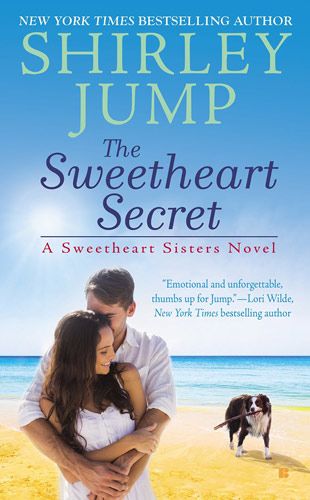 NEW YORK TIMES BESTSELLING AUTHOR
SHIRLEY
JUMP
The
Sweetheart
Secret
A Sweetheart Sisters Novel
"Emotional and unforgettable,
thumbs up for Jump."—Lori Wilde,
New York Times bestselling author
B